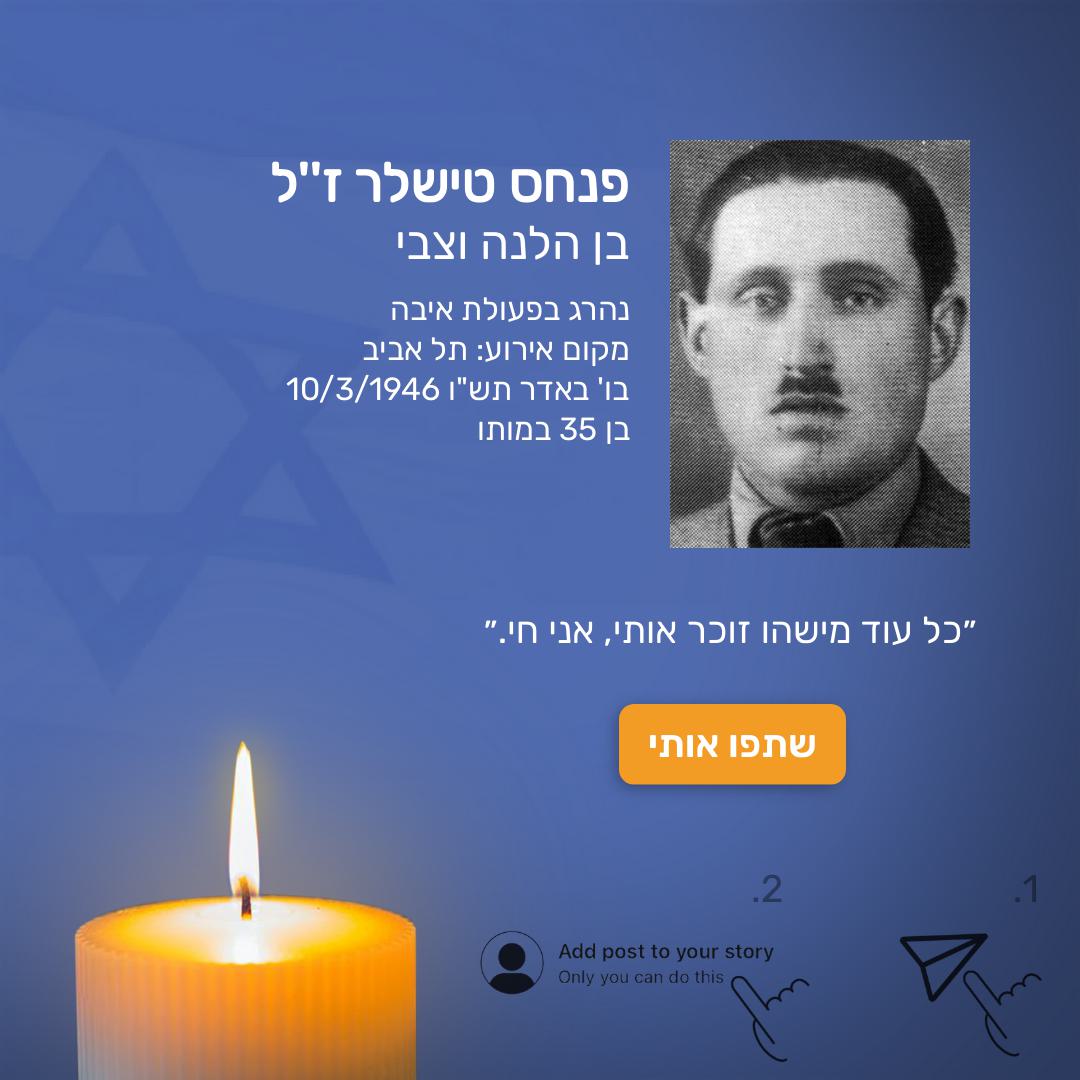 פנחס טישלר ז"ל
בן הלנה וצבי
נהרג בפעולת איבה
מקום אירוע: תל אביב
בו' באדר תש"ו 10/3/1946
בן 35 במותו
״כל עוד מישהו זוכר אותי, אני חי.״
שתפו אותי
1.
2.
Add post to your story
Only you can do this